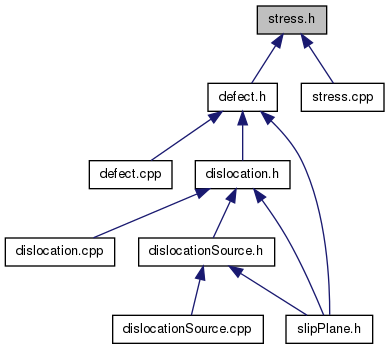 stress.h
defect.h
stress.cpp
defect.cpp
dislocation.h
dislocation.cpp
dislocationSource.h
dislocationSource.cpp
slipPlane.h